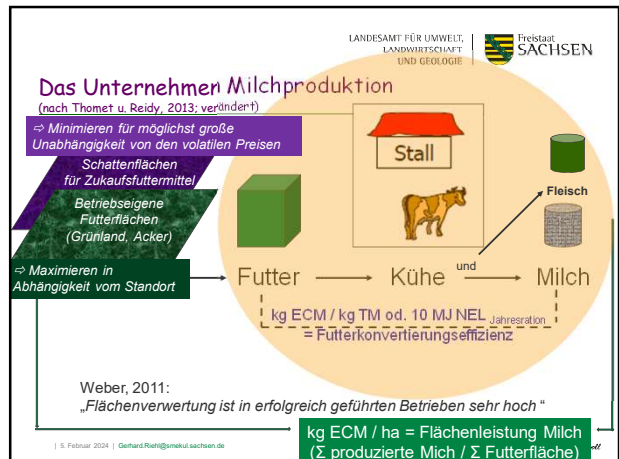 LANDESAMT FÜR UMWELT,
LANDWIRTSCHAFT
UND GEOLOGIE
Freistaat
SACHSEN
Das Unternehmen Milchproduktion
(nach Thomet u. Reidy, 2013; verändert)
⇨ Minimieren für möglichst große
Unabhängigkeit von den volatilen Preisen
Schattenflächen
für Zukaufsfuttermittel
Betriebseigene
Futterflächen
(Grünland, Acker)
⇨ Maximieren in
Abhängigkeit vom Standort
Stall
Fleisch
Futter
Kühe
und
Milch
kg ECM / kg TM od. 10 MJ NEL Jahresration
= Futterkonvertierungseffizienz
Weber, 2011:
„Flächenverwertung ist in erfolgreich geführten Betrieben sehr hoch “
kg ECM / ha = Flächenleistung Milch
(Σ produzierte Mich / Σ Futterfläche)
| 5. Februar 2024 | Gerhard.Riehl@smekul.sachsen.de